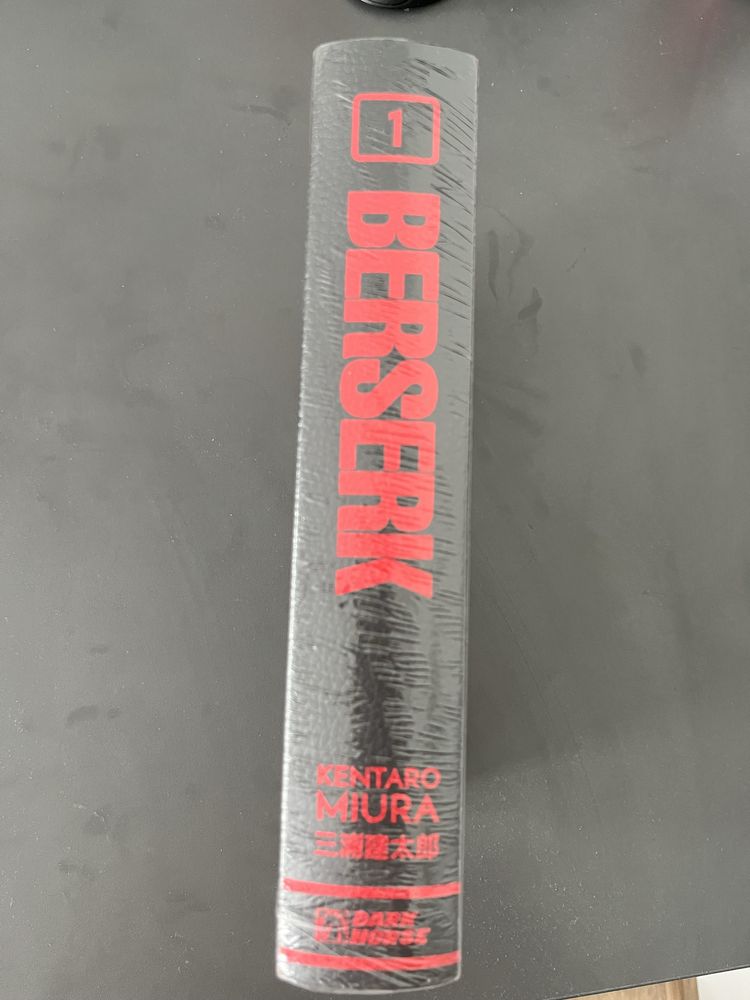 1
BERSERK
KENTARO
MIURA
三浦建太郎
DARK
HORSE